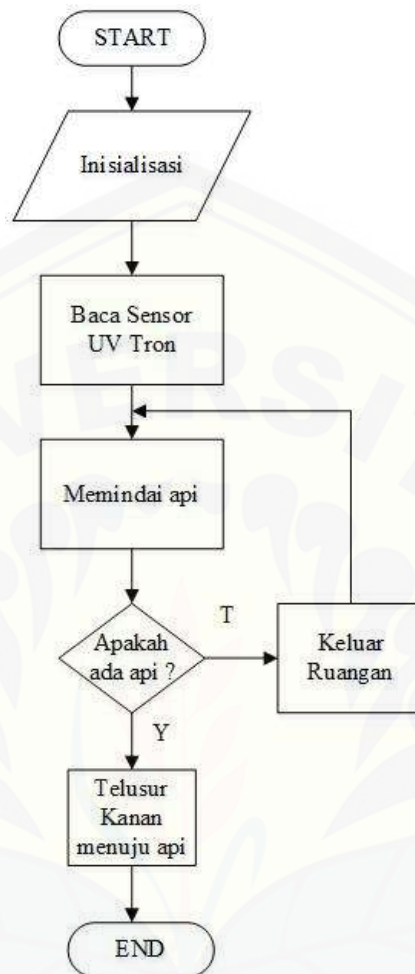 START
Inisialisasi
Baca Sensor
UV Tron
Memindai api
Apakah
ada api ?
T
Keluar
Ruangan
Y
Telusur
Kanan
menuju api
END